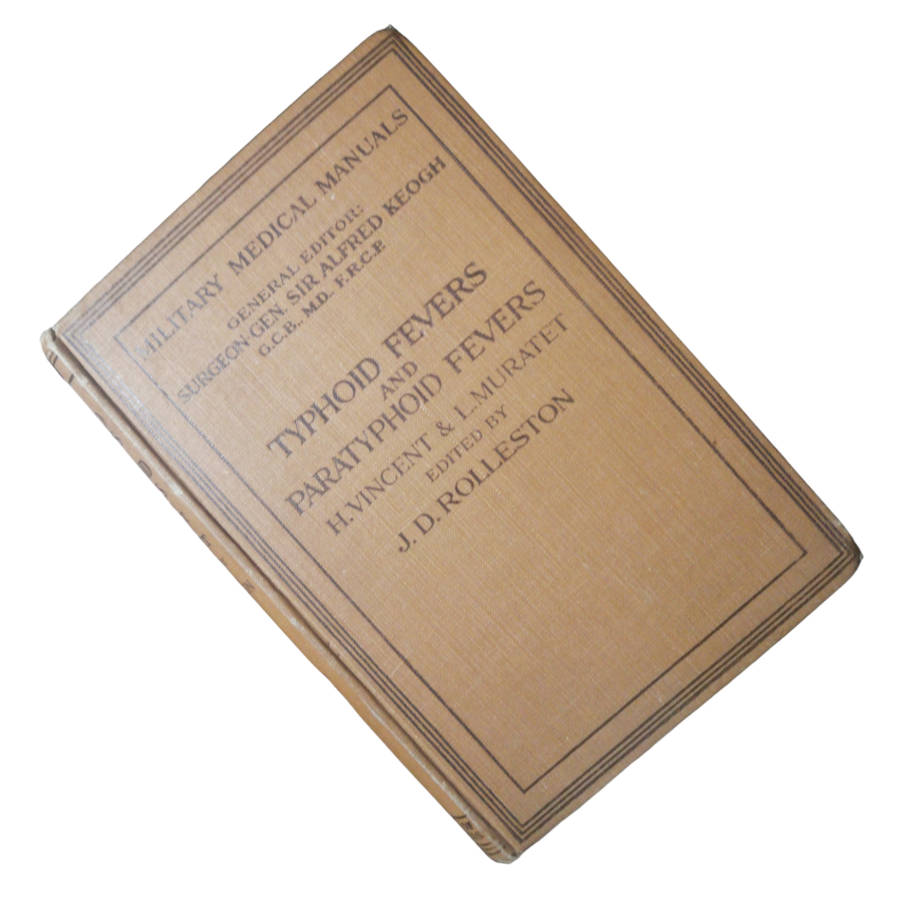 MILITARY MEDICAL MANUALS
GENERAL EDITOR:
SURGEON-GEN. SIR ALFRED KEOGH
G.C.B., M.D., F.R.C.P.
TYPHOID FEVERS
AND
PARATYPHOID FEVERS
H. VINCENT & L. MURATET
EDITED BY
J. D. ROLLESTON